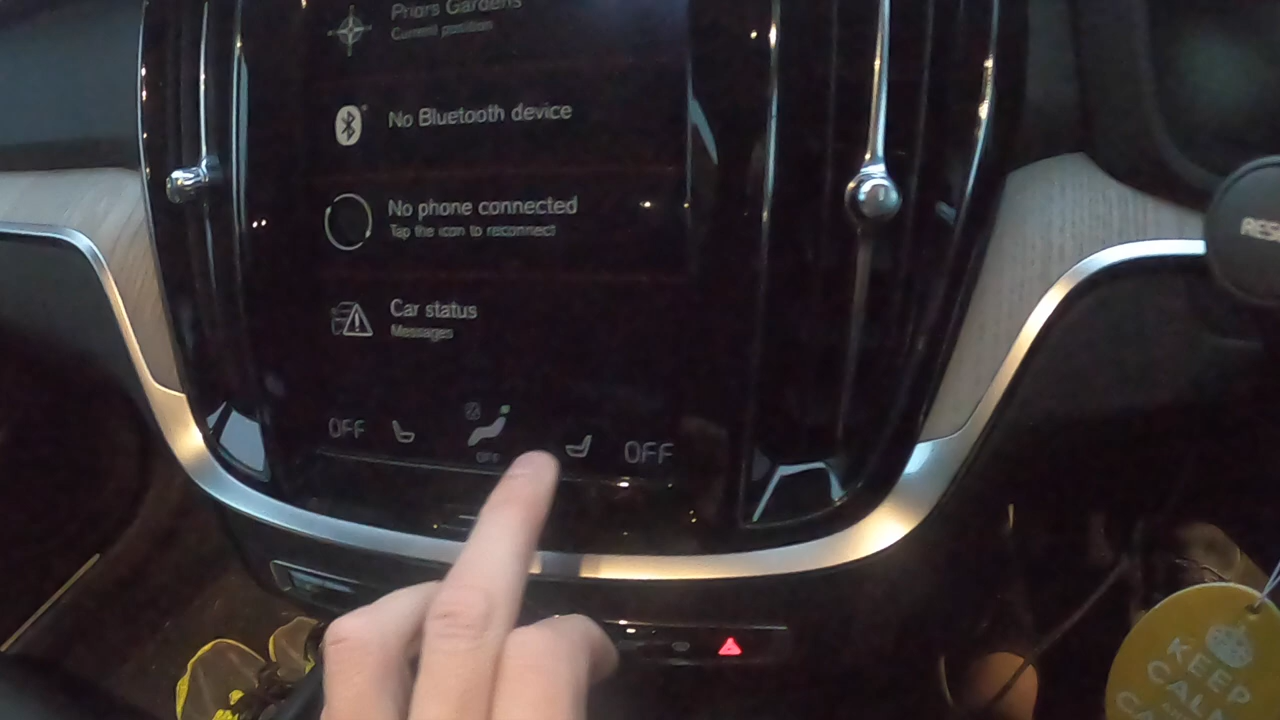 Priors Gardens
Current position
No Bluetooth device
No phone connected
Tap the icon to reconnect
Car status
Messages
OFF
OFF
OFF
RES
KEEP
CALM